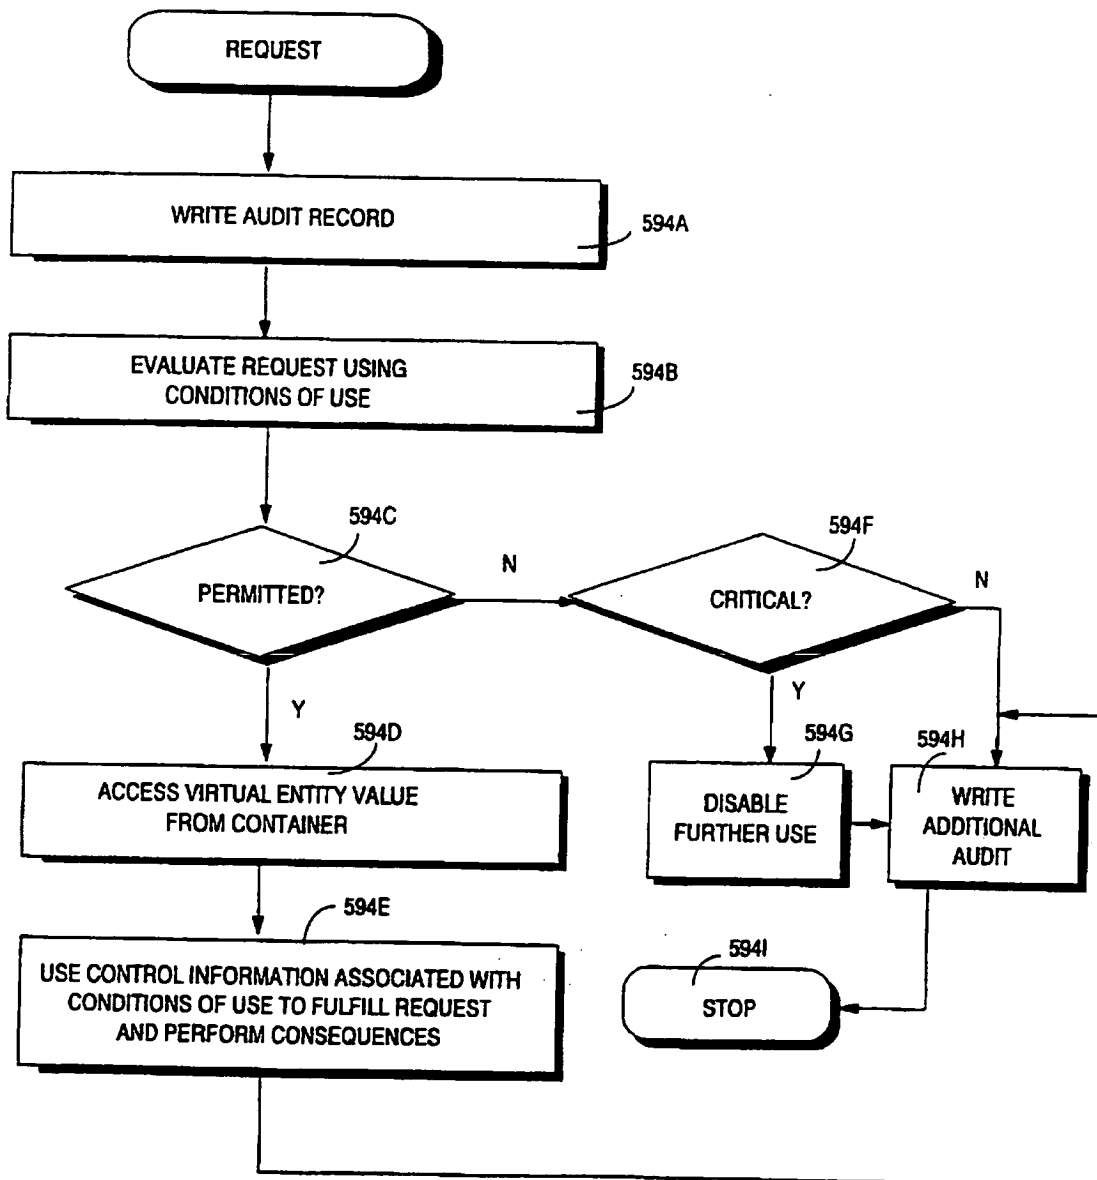 REQUEST
WRITE AUDIT RECORD
594A
EVALUATE REQUEST USING
CONDITIONS OF USE
594B
594C
PERMITTED?
N
594F
CRITICAL?
N
Y
Y
594D
ACCESS VIRTUAL ENTITY VALUE
FROM CONTAINER
594G
DISABLE
FURTHER USE
594H
WRITE
ADDITIONAL
AUDIT
594E
USE CONTROL INFORMATION ASSOCIATED WITH
CONDITIONS OF USE TO FULFILL REQUEST
AND PERFORM CONSEQUENCES
594I
STOP